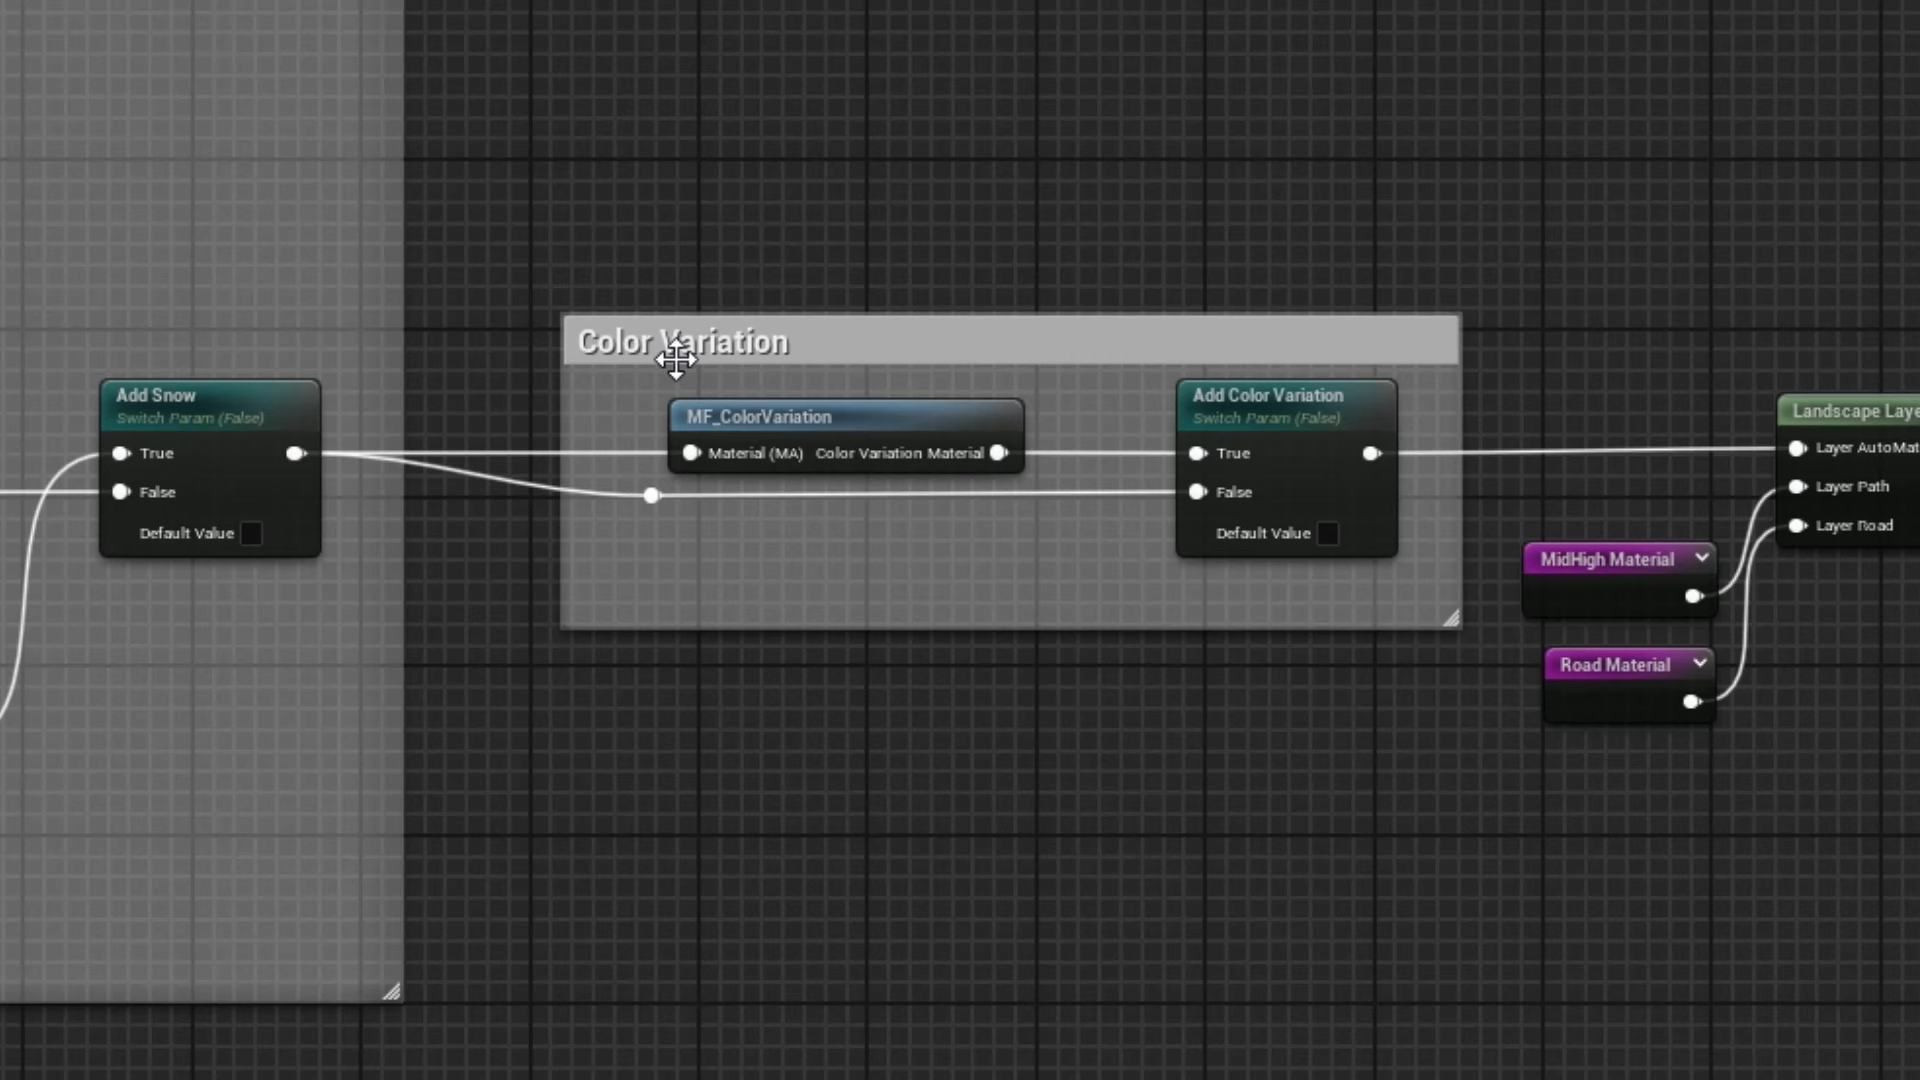 Color Variation
Add Snow
Switch Param (False)
True
False
Default Value
MF_ColorVariation
Material (MA) Color Variation Material
Add Color Variation
Switch Param (False)
True
False
Default Value
Landscape Laye
Layer AutoMat
Layer Path
Layer Road
MidHigh Material
Road Material